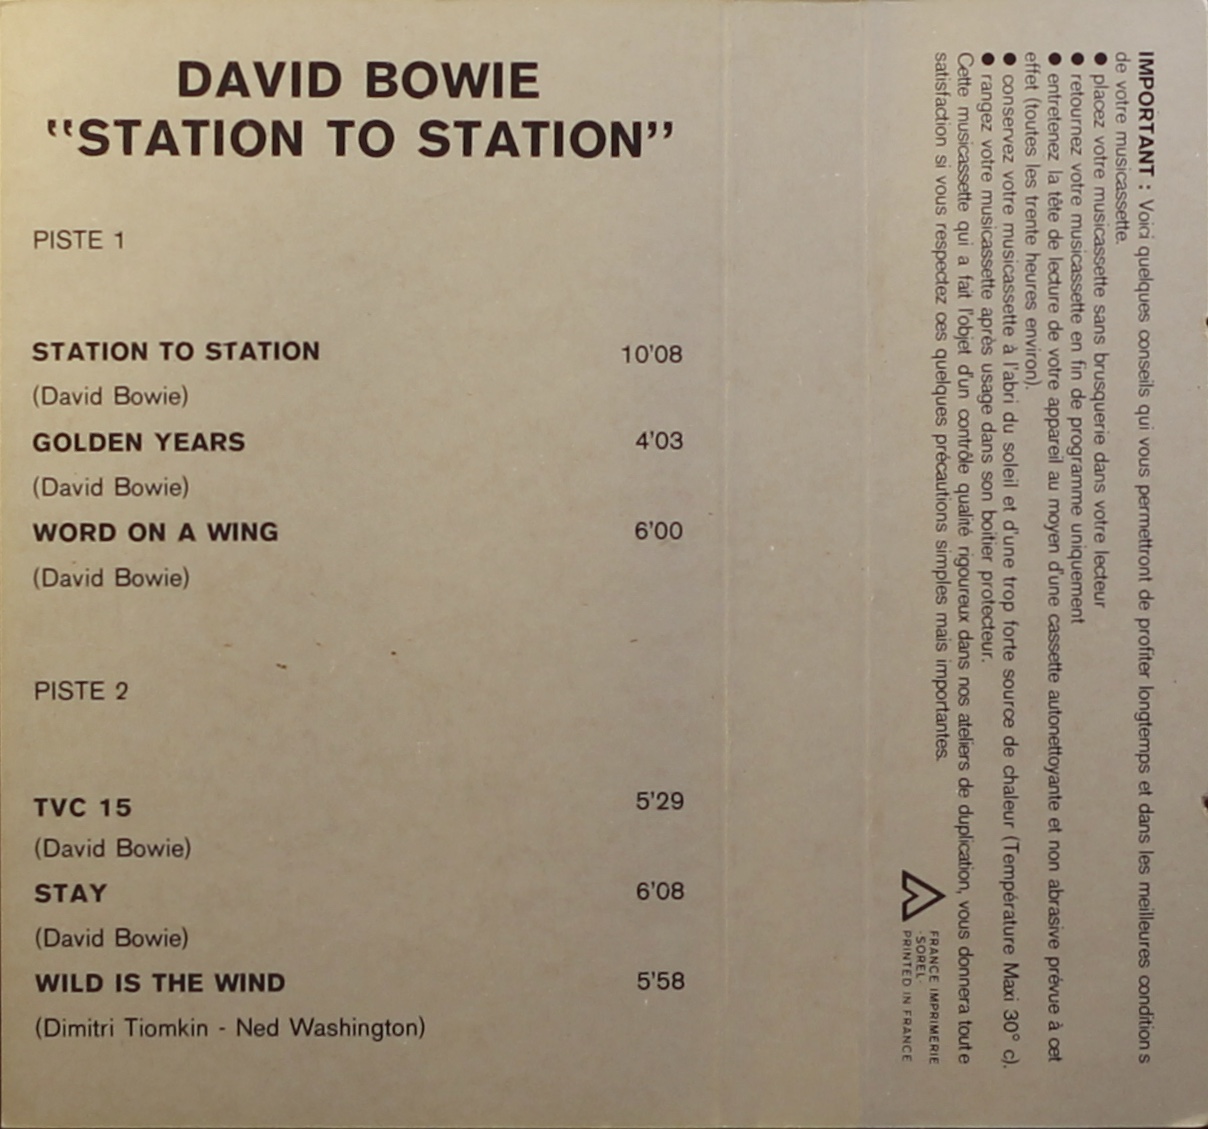 DAVID BOWIE
"STATION TO STATION"
PISTE 1
STATION TO STATION 10'08
(David Bowie)
GOLDEN YEARS 4'03
(David Bowie)
WORD ON A WING 6'00
(David Bowie)
PISTE 2
TVC 15 5'29
(David Bowie)
STAY 6'08
(David Bowie)
WILD IS THE WIND 5'58
(Dimitri Tiomkin - Ned Washington)
IMPORTANT : Voici quelques conseils qui vous permettront de profiter longtemps et dans les meilleures condition s
de votre musicassette.
● placez votre musicassette sans brusquerie dans votre lecteur
● retournez votre musicassette en fin de programme uniquement
● entretenez la tête de lecture de votre appareil au moyen d'une cassette autonettoyante et non abrasive prévue à cet
effet (toutes les trente heures environ).
● conservez votre musicassette à l'abri du soleil et d'une trop forte source de chaleur (Température Maxi 30° c).
● rangez votre musicassette après usage dans son boitier protecteur.
Cette musicassette qui a fait l'objet d'un contrôle qualité rigoureux dans nos ateliers de duplication, vous donnera tout e
satisfaction si vous respectez ces quelques précautions simples mais importantes.
FRANCE IMPRIMERIE
·SOREL·
PRINTED IN FRANCE